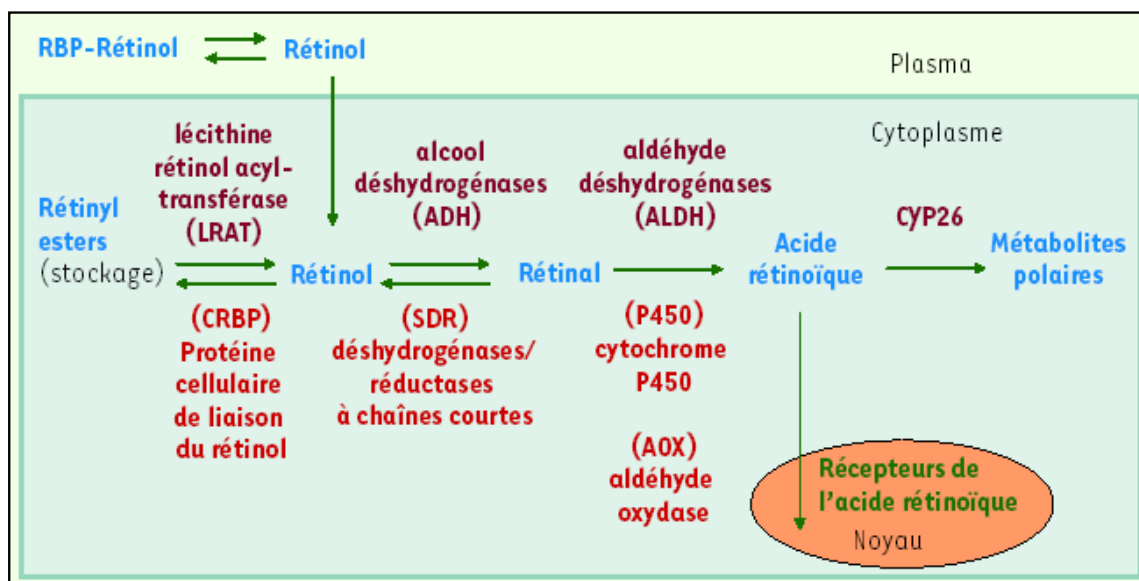 RBP-Rétinol
Rétinol
Plasma
Cytoplasme
lécithine
rétinol acyl-
transférase
(LRAT)
alcool
déshydrogénases
(ADH)
aldéhyde
déshydrogénases
(ALDH)
CYP26
Rétinyl
esters
(stockage)
Rétinol
Rétinal
Acide
rétinoïque
Métabolites
polaires
(CRBP)
Protéine
cellulaire
de liaison
du rétinol
(SDR)
déshydrogénases/
réductases
à chaînes courtes
(P450)
cytochrome
P450
(AOX)
aldéhyde
oxydase
Récepteurs de
l'acide rétinoïque
Noyau